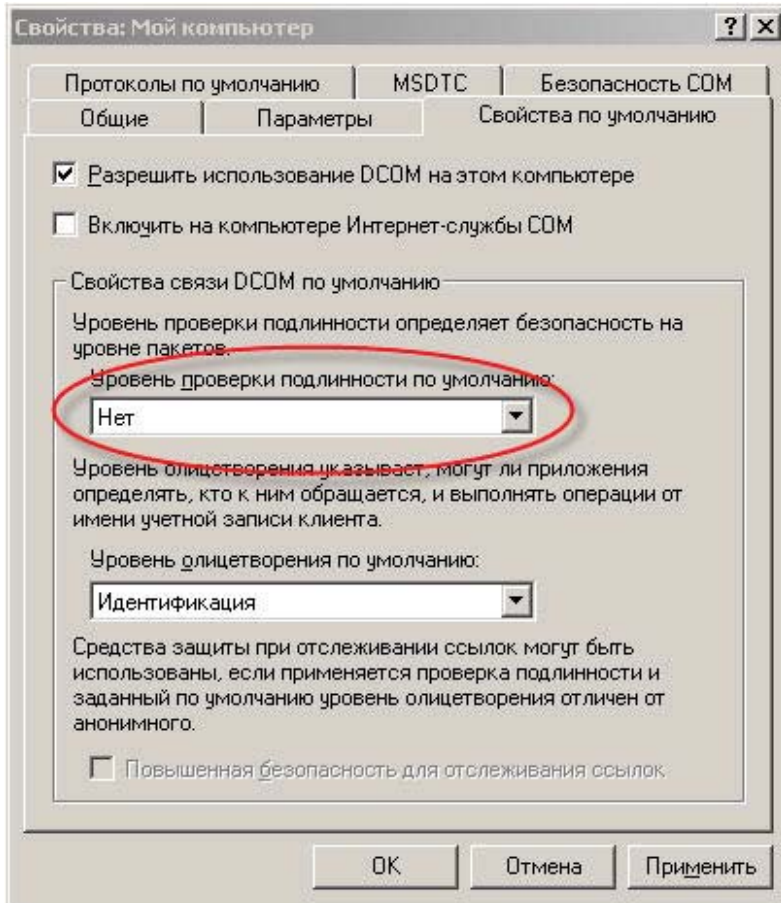 Свойства: Мой компьютер
Протоколы по умолчанию MSDTC Безопасность COM
Общие Параметры Свойства по умолчанию
Разрешить использование DCOM на этом компьютере
Включить на компьютере Интернет-службы COM
Свойства связи DCOM по умолчанию
Уровень проверки подлинности определяет безопасность на
уровне пакетов.
Уровень проверки подлинности по умолчанию:
Нет
Уровень олицетворения указывает, могут ли приложения
определять, кто к ним обращается, и выполнять операции от
имени учетной записи клиента.
Уровень олицетворения по умолчанию:
Идентификация
Средства защиты при отслеживании ссылок могут быть
использованы, если применяется проверка подлинности и
заданный по умолчанию уровень олицетворения отличен от
анонимного.
Повышенная безопасность для отслеживания ссылок
OK Отмена Применить